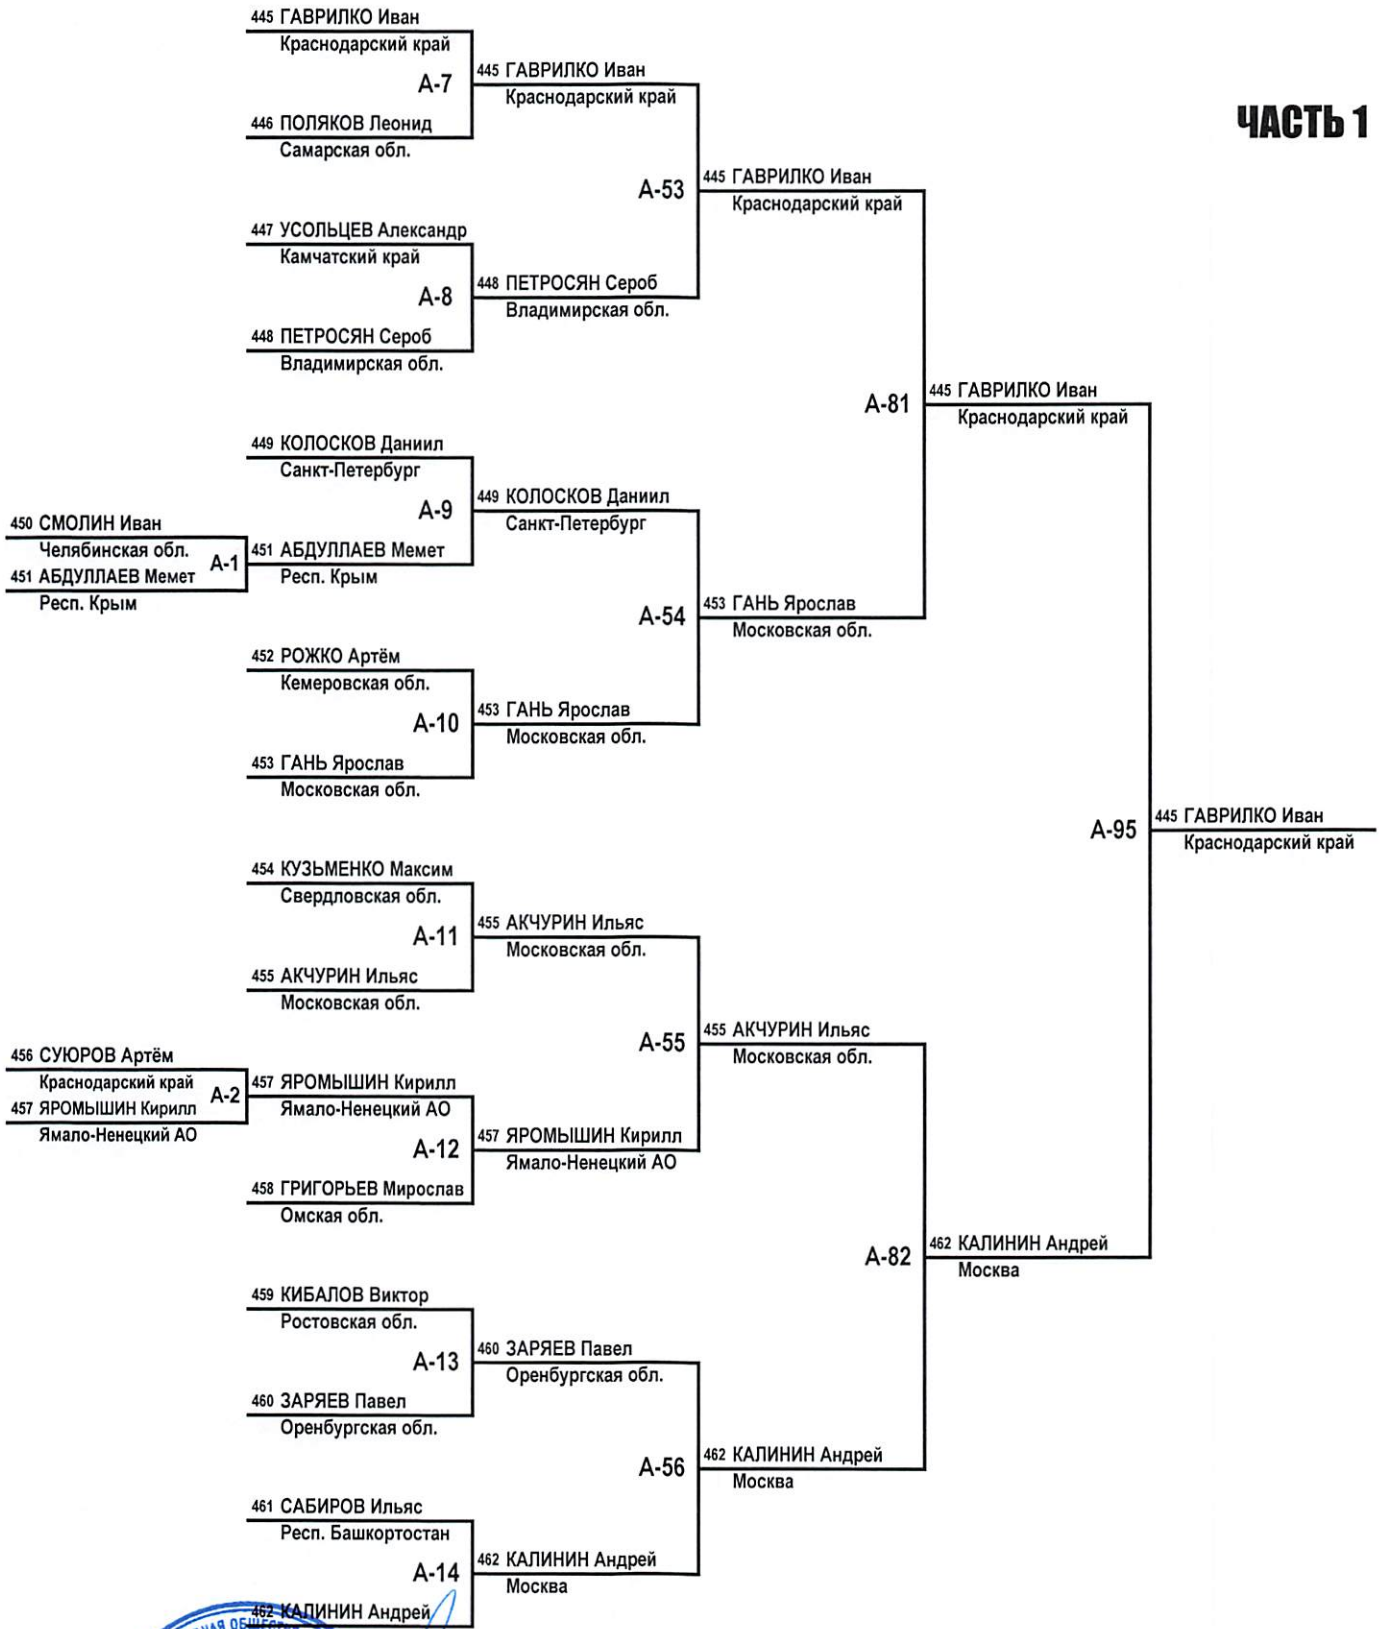 445 ГАВРИЛКО Иван
Краснодарский край
А-7
445 ГАВРИЛКО Иван
Краснодарский край
446 ПОЛЯКОВ Леонид
Самарская обл.
ЧАСТЬ 1
А-53
445 ГАВРИЛКО Иван
Краснодарский край
447 УСОЛЬЦЕВ Александр
Камчатский край
А-8
448 ПЕТРОСЯН Сероб
Владимирская обл.
448 ПЕТРОСЯН Сероб
Владимирская обл.
А-81
445 ГАВРИЛКО Иван
Краснодарский край
449 КОЛОСКОВ Даниил
Санкт-Петербург
А-9
449 КОЛОСКОВ Даниил
Санкт-Петербург
450 СМОЛИН Иван
Челябинская обл.
А-1
451 АБДУЛЛАЕВ Мемет
Респ. Крым
451 АБДУЛЛАЕВ Мемет
Респ. Крым
А-54
453 ГАНЬ Ярослав
Московская обл.
452 РОЖКО Артём
Кемеровская обл.
А-10
453 ГАНЬ Ярослав
Московская обл.
453 ГАНЬ Ярослав
Московская обл.
А-95
445 ГАВРИЛКО Иван
Краснодарский край
454 КУЗЬМЕНКО Максим
Свердловская обл.
А-11
455 АКЧУРИН Ильяс
Московская обл.
455 АКЧУРИН Ильяс
Московская обл.
А-55
455 АКЧУРИН Ильяс
Московская обл.
456 СУЮРОВ Артём
Краснодарский край
А-2
457 ЯРОМЫШИН Кирилл
Ямало-Ненецкий АО
457 ЯРОМЫШИН Кирилл
Ямало-Ненецкий АО
А-12
457 ЯРОМЫШИН Кирилл
Ямало-Ненецкий АО
458 ГРИГОРЬЕВ Мирослав
Омская обл.
А-82
462 КАЛИНИН Андрей
Москва
459 КИБАЛОВ Виктор
Ростовская обл.
А-13
460 ЗАРЯЕВ Павел
Оренбургская обл.
460 ЗАРЯЕВ Павел
Оренбургская обл.
А-56
462 КАЛИНИН Андрей
Москва
461 САБИРОВ Ильяс
Респ. Башкортостан
А-14
462 КАЛИНИН Андрей
Москва
462 КАЛИНИН Андрей